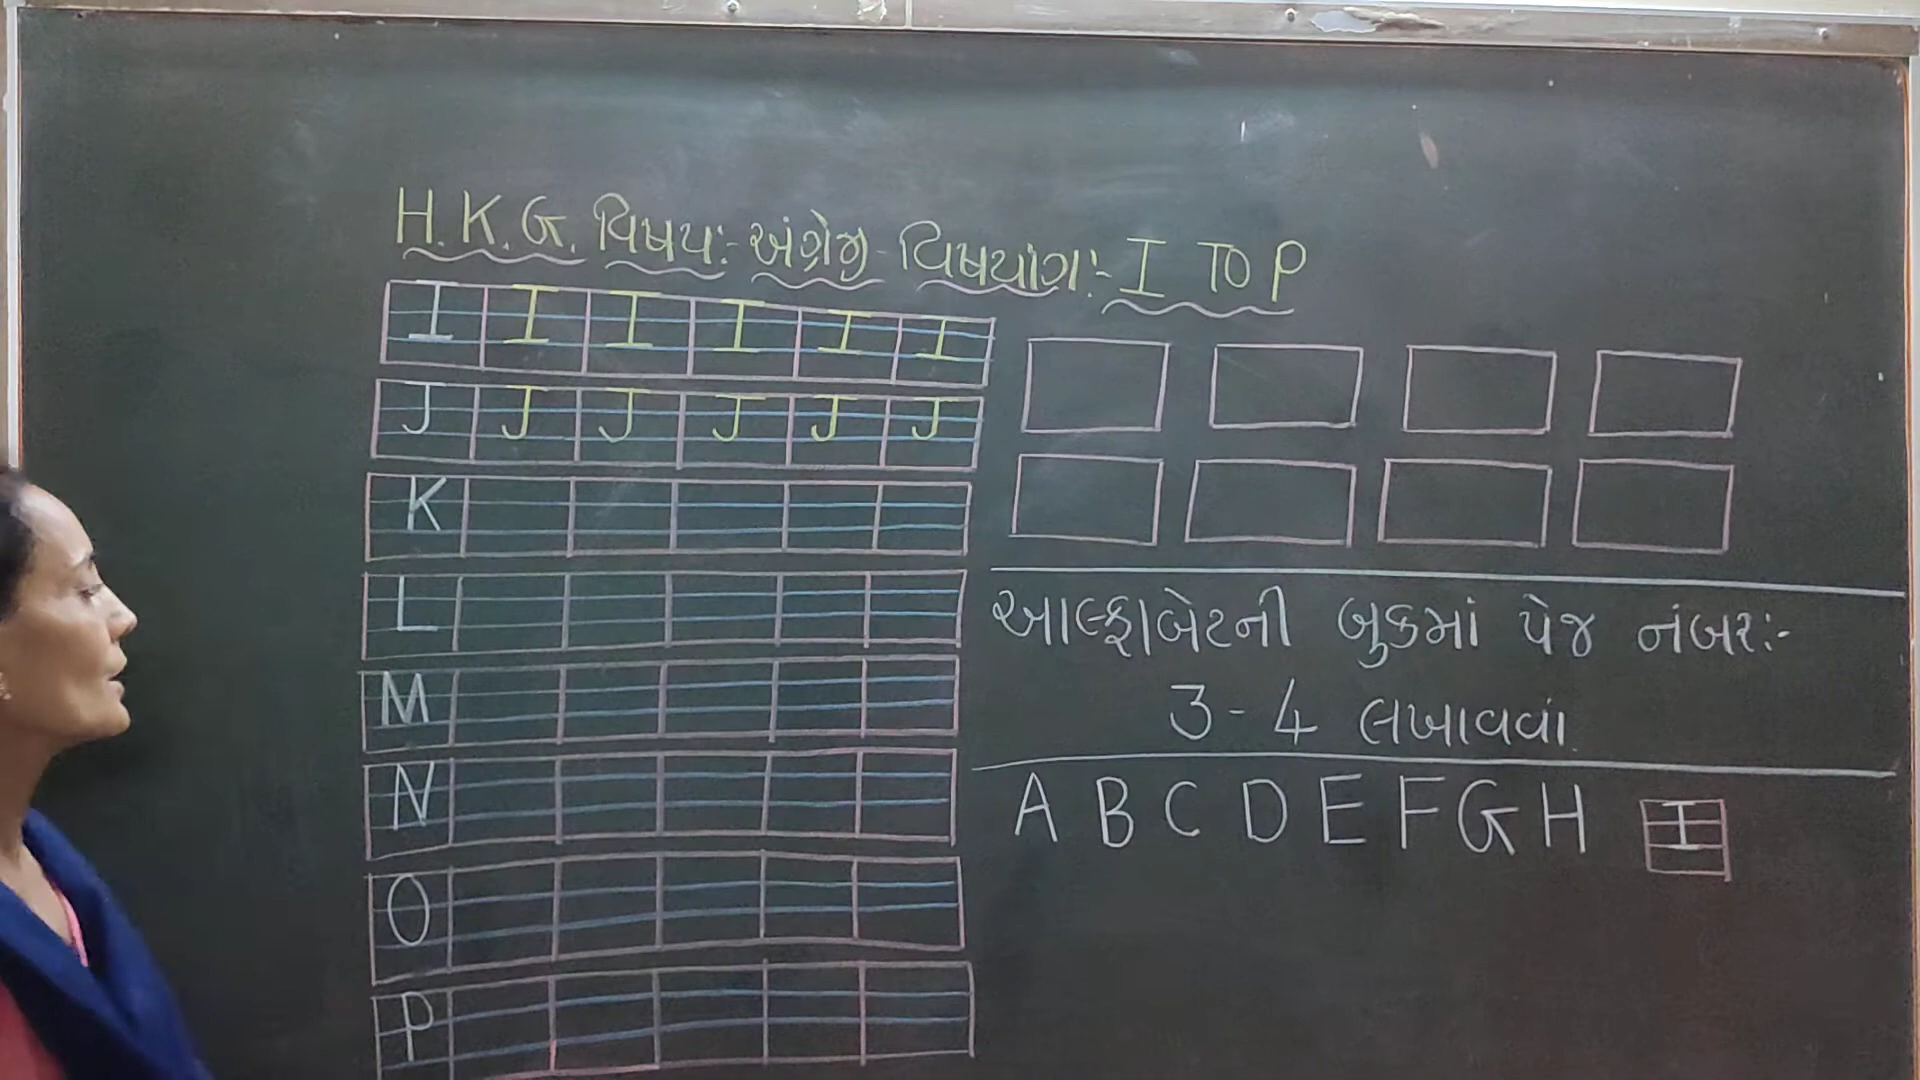 H.K.G. વિષય:- અંગ્રેજી વિષયાંગ:- I TO P
I I I I I I
J J J J J J
K
L
M
N
O
P
આલ્ફાબેટની બુકમાં પેજ નંબર:-
3-4 લખાવવાં
A B C D E F G H I